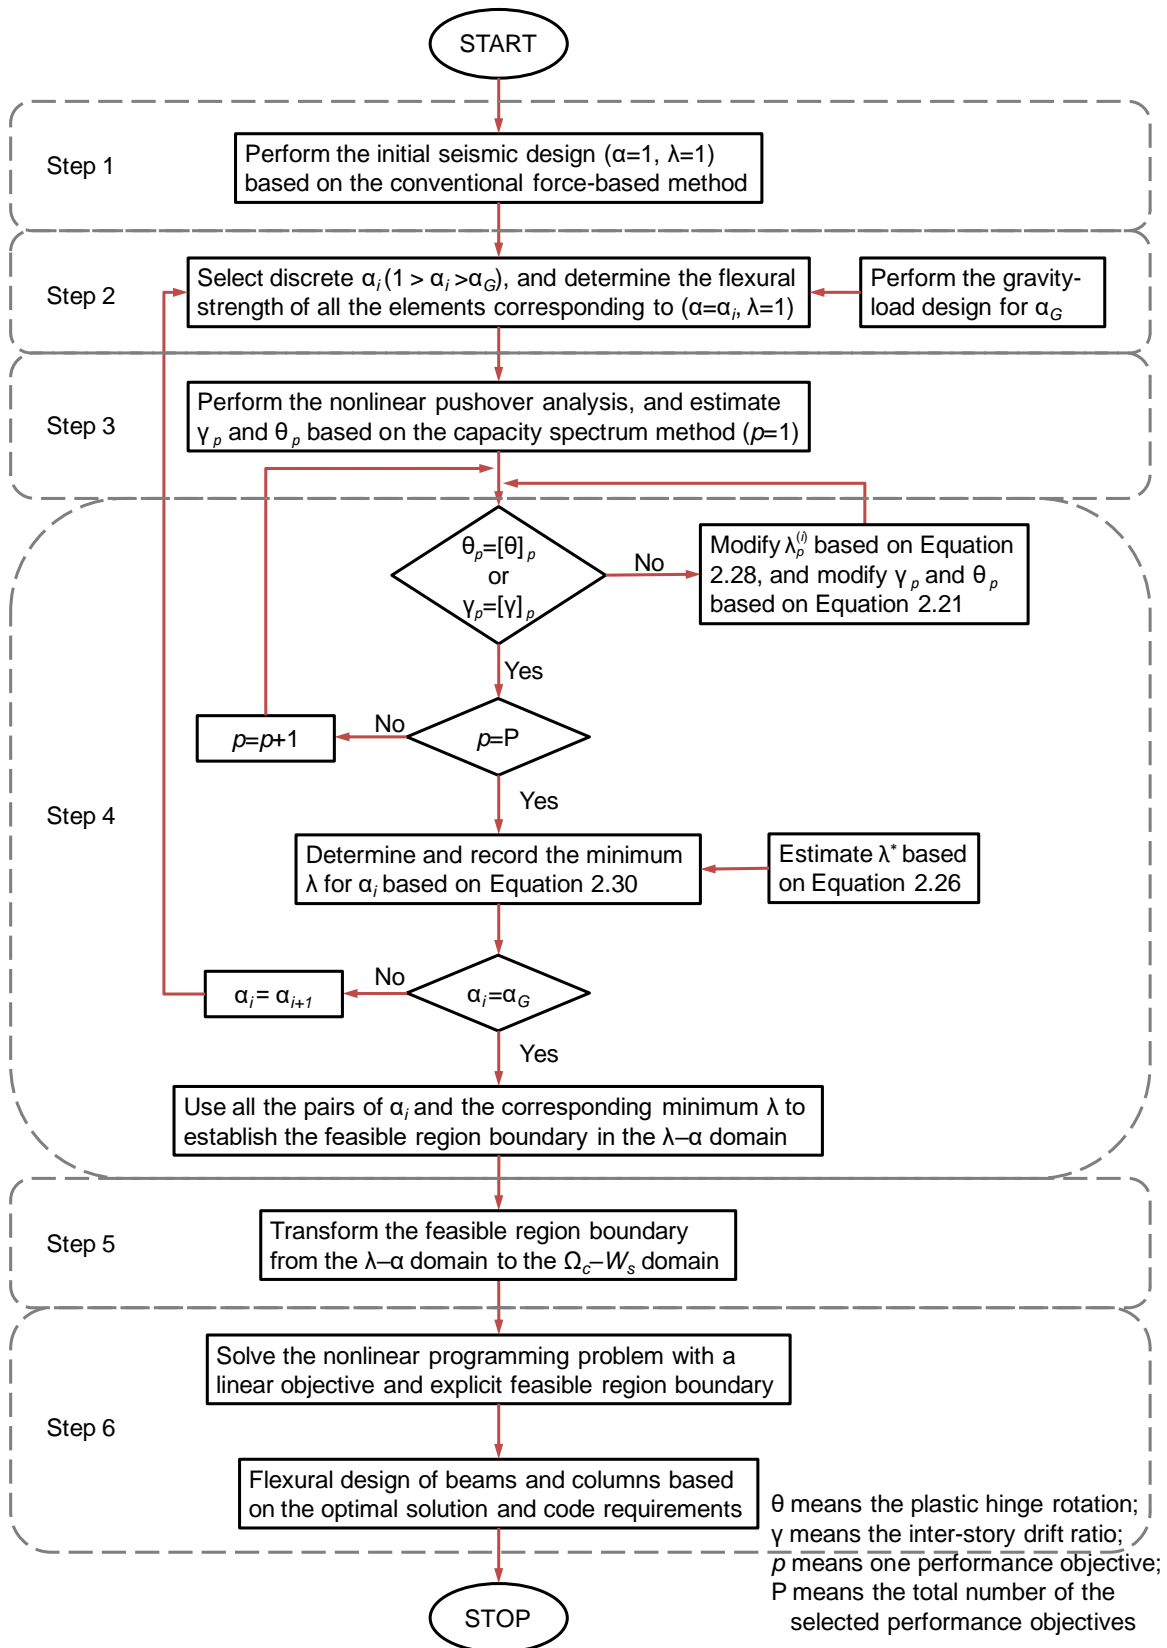 START
Step 1
Perform the initial seismic design (α=1, λ=1)
based on the conventional force-based method
Step 2
Select discrete αi (1 > αi >αG), and determine the flexural
strength of all the elements corresponding to (α=αi, λ=1)
Perform the gravity-
load design for αG
Step 3
Perform the nonlinear pushover analysis, and estimate
γp and θp based on the capacity spectrum method (p=1)
Step 4
θp=[θ]p
or
γp=[γ]p
No
Modify λp(i) based on Equation
2.28, and modify γp and θp
based on Equation 2.21
Yes
p=p+1
No
p=P
Yes
Determine and record the minimum
λ for αi based on Equation 2.30
Estimate λ* based
on Equation 2.26
αi= αi+1
No
αi=αG
Yes
Use all the pairs of αi and the corresponding minimum λ to
establish the feasible region boundary in the λ–α domain
Step 5
Transform the feasible region boundary
from the λ–α domain to the Ωc–Ws domain
Step 6
Solve the nonlinear programming problem with a
linear objective and explicit feasible region boundary
Flexural design of beams and columns based
on the optimal solution and code requirements
θ means the plastic hinge rotation;
γ means the inter-story drift ratio;
p means one performance objective;
P means the total number of the
selected performance objectives
STOP